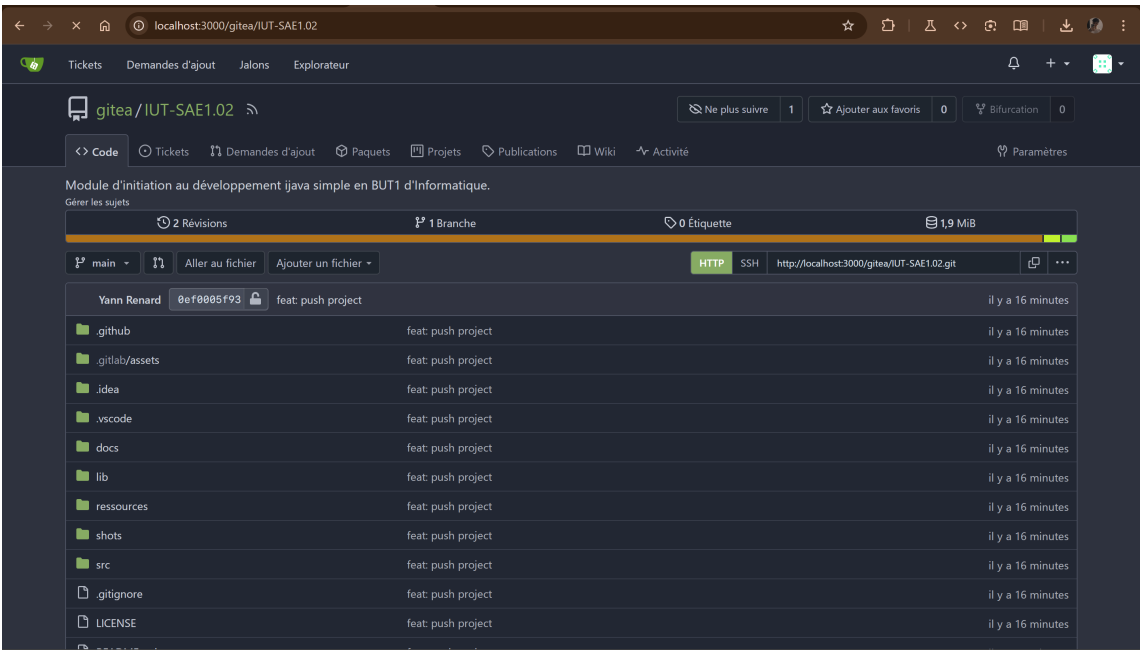 localhost:3000/gitea/IUT-SAE1.02
Tickets Demandes d'ajout Jalons Explorateur
gitea/IUT-SAE1.02 Ne plus suivre 1 Ajouter aux favoris 0 Bifurcation 0
Code Tickets Demandes d'ajout Paquets Projets Publications Wiki Activité Paramètres
Module d'initiation au développement ijava simple en BUT1 d'Informatique.
Gérer les sujets
2 Révisions 1 Branche 0 Étiquette 1,9 MiB
main Aller au fichier Ajouter un fichier HTTP SSH http://localhost:3000/gitea/IUT-SAE1.02.git
Yann Renard 0ef0005f93 feat: push project il y a 16 minutes
.github feat: push project il y a 16 minutes
.gitlab/assets feat: push project il y a 16 minutes
.idea feat: push project il y a 16 minutes
.vscode feat: push project il y a 16 minutes
docs feat: push project il y a 16 minutes
lib feat: push project il y a 16 minutes
ressources feat: push project il y a 16 minutes
shots feat: push project il y a 16 minutes
src feat: push project il y a 16 minutes
.gitignore feat: push project il y a 16 minutes
LICENSE feat: push project il y a 16 minutes